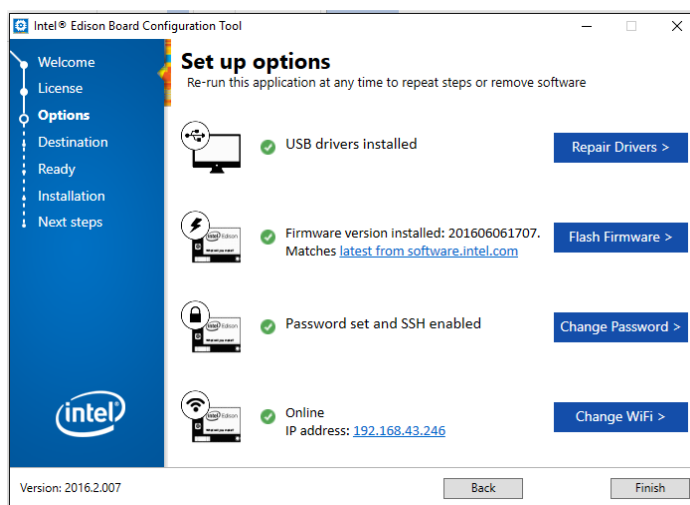 Intel® Edison Board Configuration Tool
Welcome
License
Options
Destination
Ready
Installation
Next steps
Set up options
Re-run this application at any time to repeat steps or remove software
USB drivers installed
Repair Drivers >
Firmware version installed: 201606061707.
Matches latest from software.intel.com
Flash Firmware >
Password set and SSH enabled
Change Password >
Online
IP address: 192.168.43.246
Change WiFi >
intel
Version: 2016.2.007
Back
Finish